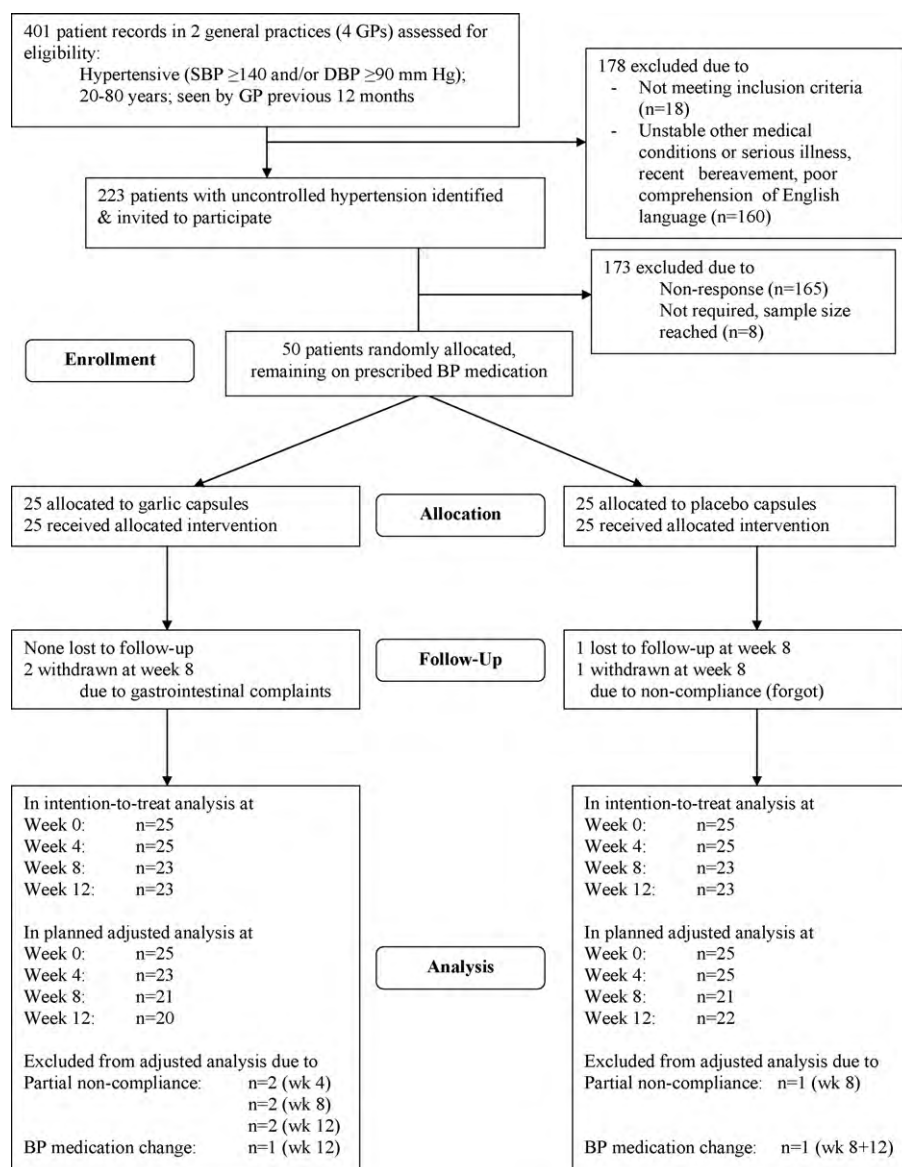 401 patient records in 2 general practices (4 GPs) assessed for
eligibility:
Hypertensive (SBP ≥140 and/or DBP ≥90 mm Hg);
20-80 years; seen by GP previous 12 months
178 excluded due to
- Not meeting inclusion criteria
(n=18)
- Unstable other medical
conditions or serious illness,
recent bereavement, poor
comprehension of English
language (n=160)
223 patients with uncontrolled hypertension identified
& invited to participate
173 excluded due to
Non-response (n=165)
Not required, sample size
reached (n=8)
Enrollment
50 patients randomly allocated,
remaining on prescribed BP medication
25 allocated to garlic capsules
25 received allocated intervention
Allocation
25 allocated to placebo capsules
25 received allocated intervention
None lost to follow-up
2 withdrawn at week 8
due to gastrointestinal complaints
Follow-Up
1 lost to follow-up at week 8
1 withdrawn at week 8
due to non-compliance (forgot)
In intention-to-treat analysis at
Week 0: n=25
Week 4: n=25
Week 8: n=23
Week 12: n=23
In planned adjusted analysis at
Week 0: n=25
Week 4: n=23
Week 8: n=21
Week 12: n=20
Excluded from adjusted analysis due to
Partial non-compliance: n=2 (wk 4)
n=2 (wk 8)
n=2 (wk 12)
BP medication change: n=1 (wk 12)
Analysis
In intention-to-treat analysis at
Week 0: n=25
Week 4: n=25
Week 8: n=23
Week 12: n=23
In planned adjusted analysis at
Week 0: n=25
Week 4: n=25
Week 8: n=21
Week 12: n=22
Excluded from adjusted analysis due to
Partial non-compliance: n=1 (wk 8)
BP medication change: n=1 (wk 8+12)